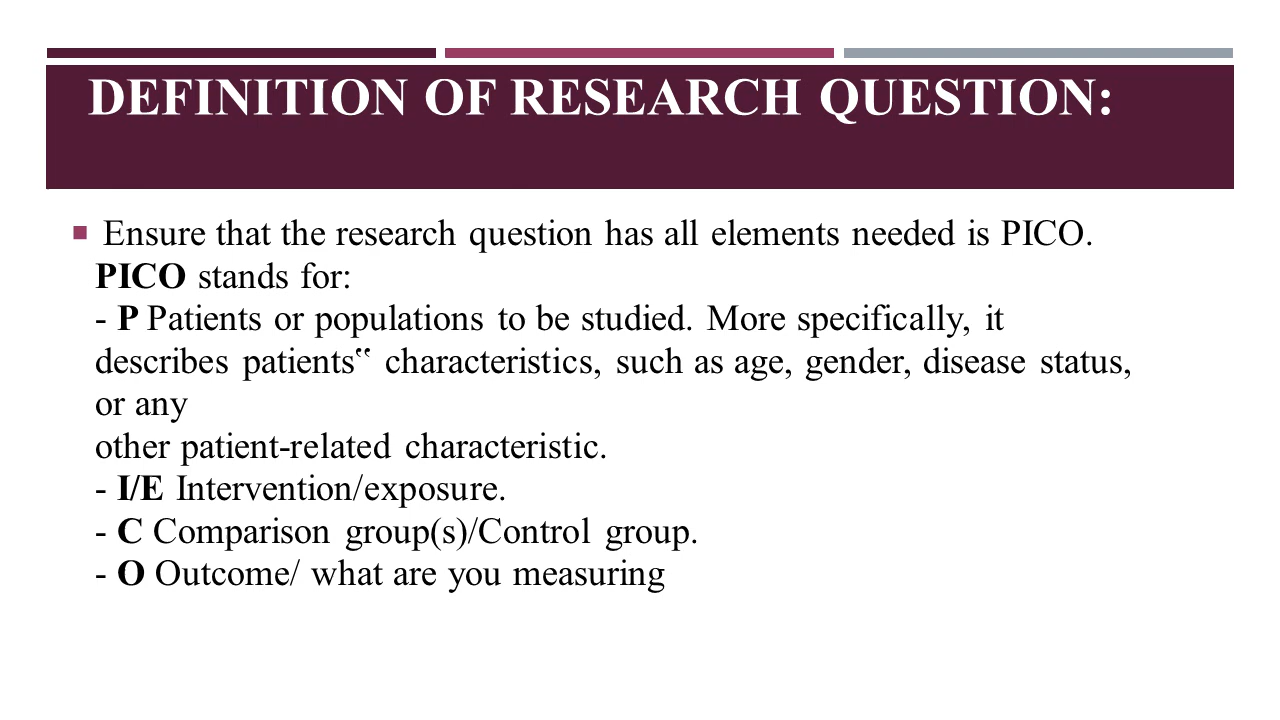 DEFINITION OF RESEARCH QUESTION:
▪ Ensure that the research question has all elements needed is PICO.
PICO stands for:
- P Patients or populations to be studied. More specifically, it
describes patients‟ characteristics, such as age, gender, disease status,
or any
other patient-related characteristic.
- I/E Intervention/exposure.
- C Comparison group(s)/Control group.
- O Outcome/ what are you measuring